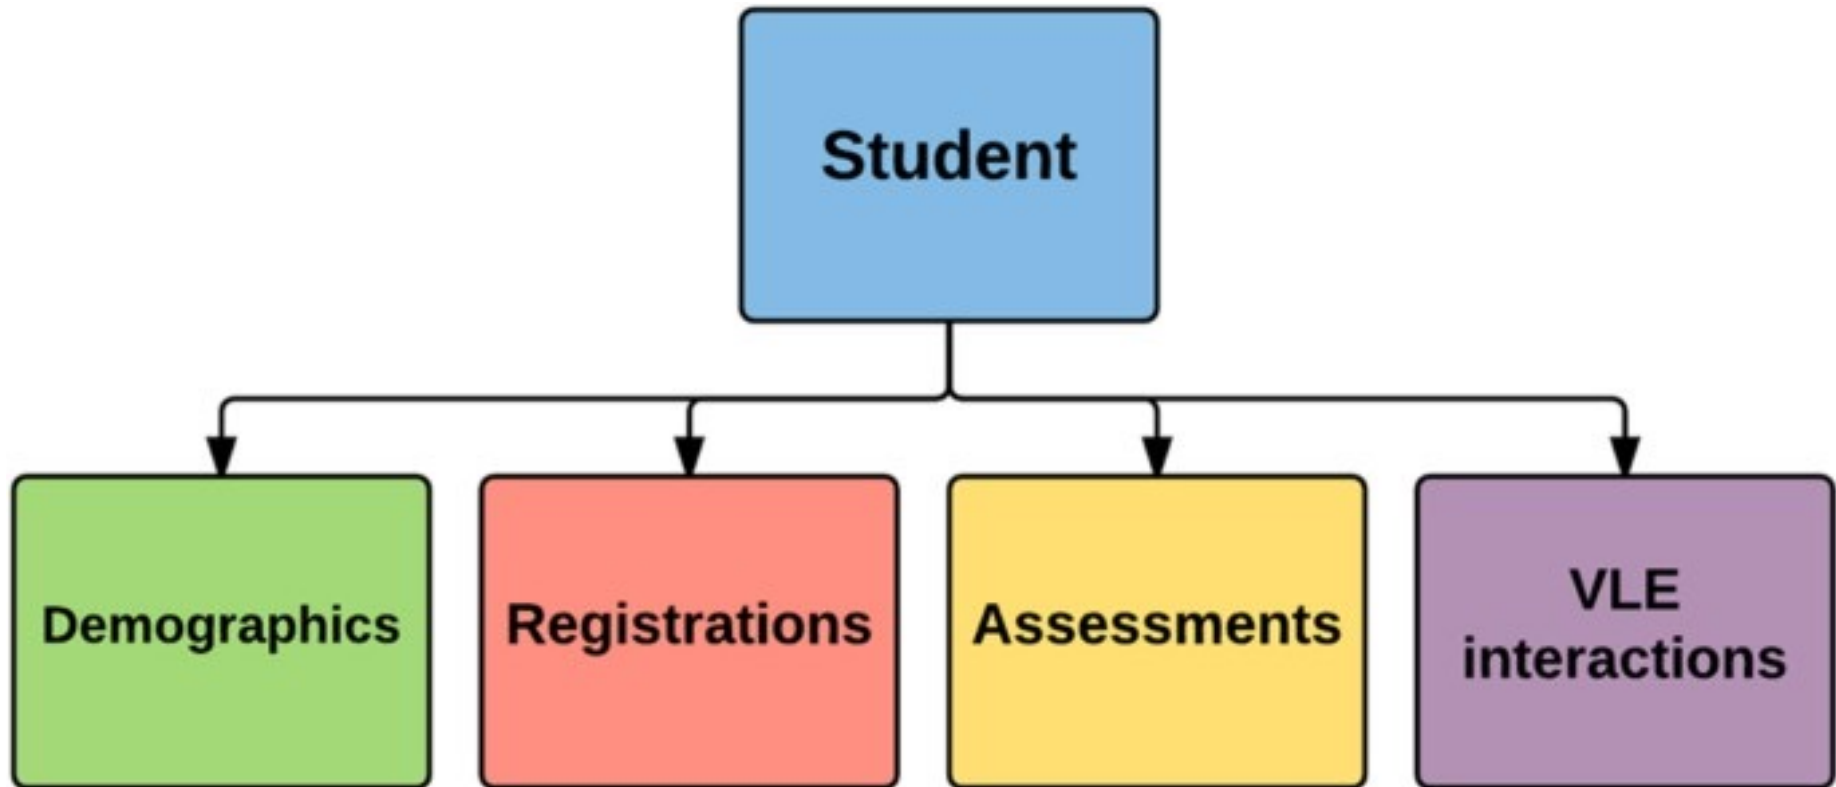 Student
Demographics
Registrations
Assessments
VLE
interactions